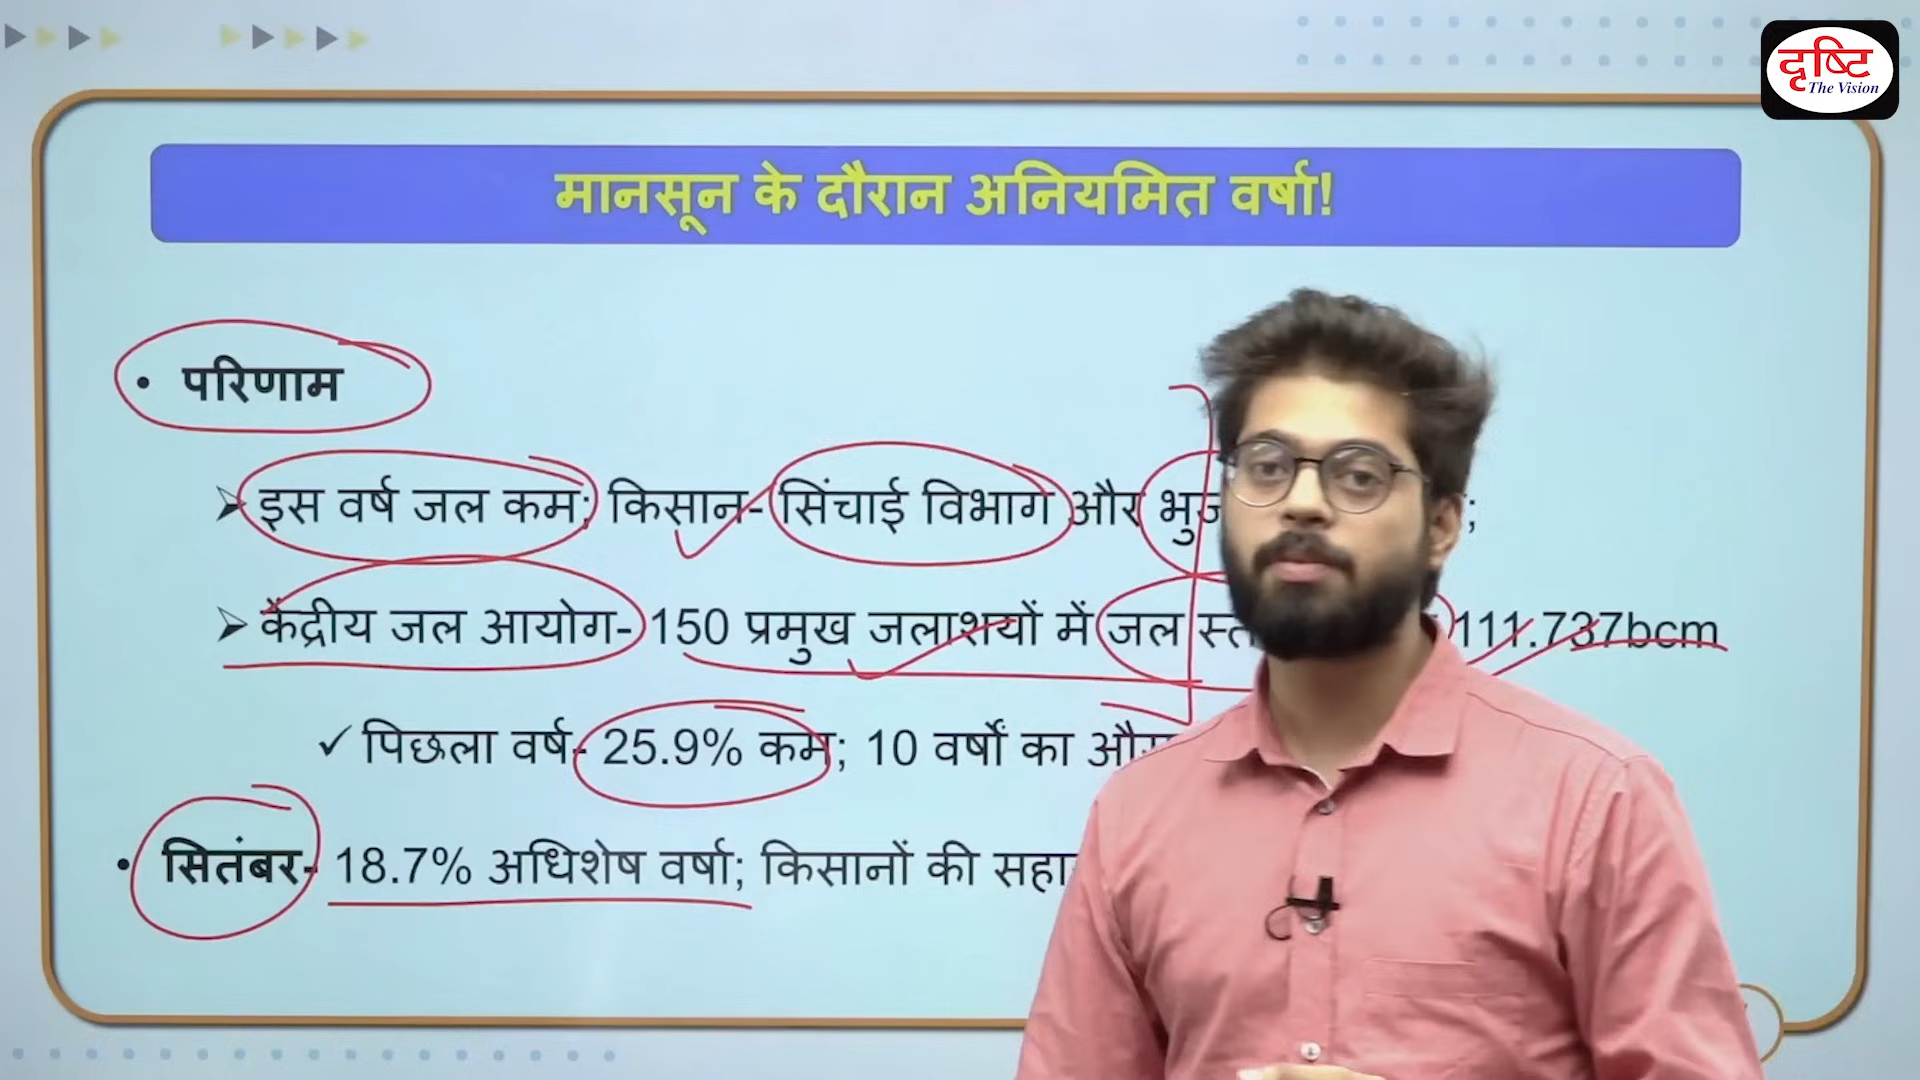 दृष्टि
The Vision
मानसून के दौरान अनियमित वर्षा!
• परिणाम
➢ इस वर्ष जल कम; किसान- सिंचाई विभाग और ;
➢ केंद्रीय जल आयोग- 150 प्रमुख जलाशयों में जल 111.737bcm
✓ पिछला वर्ष- 25.9% कम; 10 वर्षों का
• सितंबर- 18.7% अधिशेष वर्षा; किसानों की